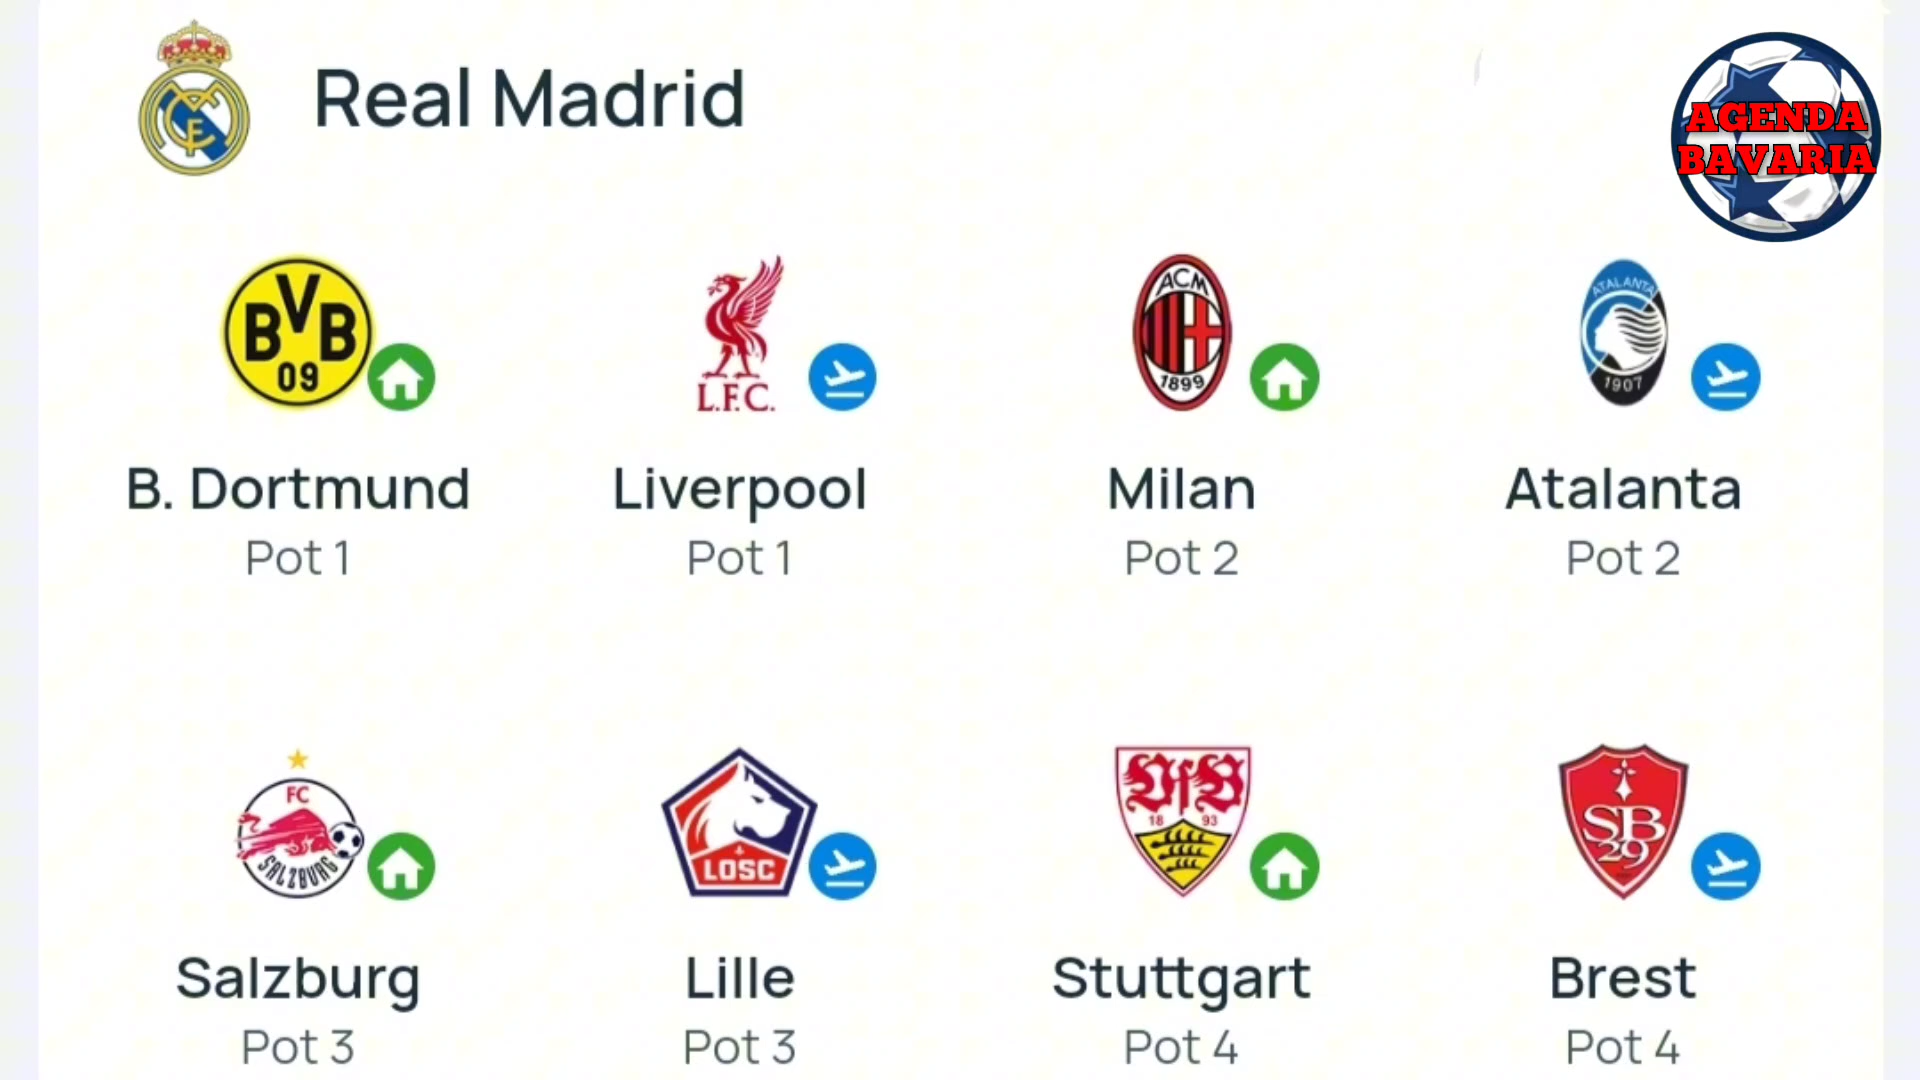 Real Madrid
AGENDA
BAVARIA
BVB
09
L.F.C.
ACM
1899
ATALANTA
1907
B. Dortmund
Liverpool
Milan
Atalanta
Pot 1
Pot 1
Pot 2
Pot 2
FC
SALZBURG
LOSC
VfB
18 93
SB
29
Salzburg
Lille
Stuttgart
Brest
Pot 3
Pot 3
Pot 4
Pot 4